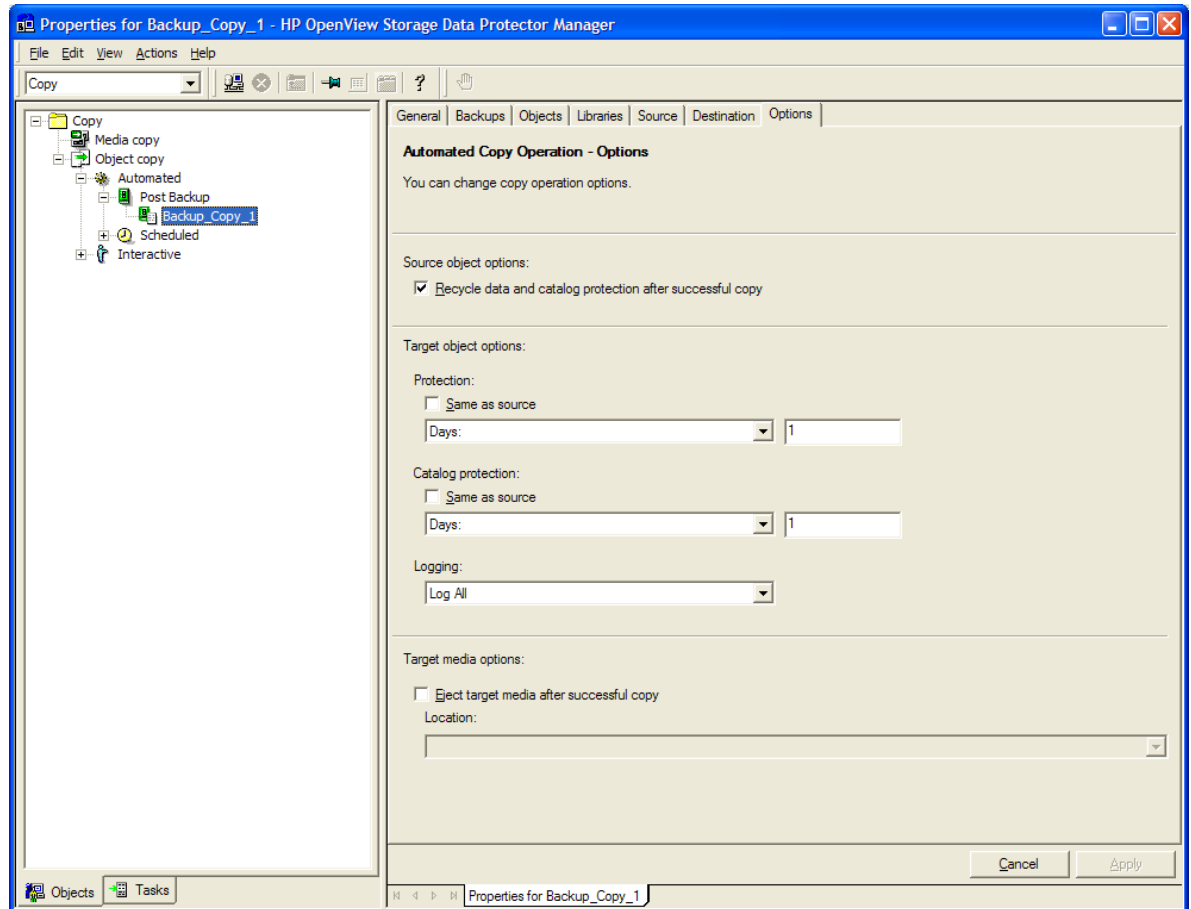 Properties for Backup_Copy_1 - HP OpenView Storage Data Protector Manager
File Edit View Actions Help
Copy
Copy
Media copy
Object copy
Automated
Post Backup
Backup_Copy_1
Scheduled
Interactive
Objects Tasks
General Backups Objects Libraries Source Destination Options
Automated Copy Operation - Options
You can change copy operation options.
Source object options:
Recycle data and catalog protection after successful copy
Target object options:
Protection:
Same as source
Days: 1
Catalog protection:
Same as source
Days: 1
Logging:
Log All
Target media options:
Eject target media after successful copy
Location:
Cancel Apply
Properties for Backup_Copy_1